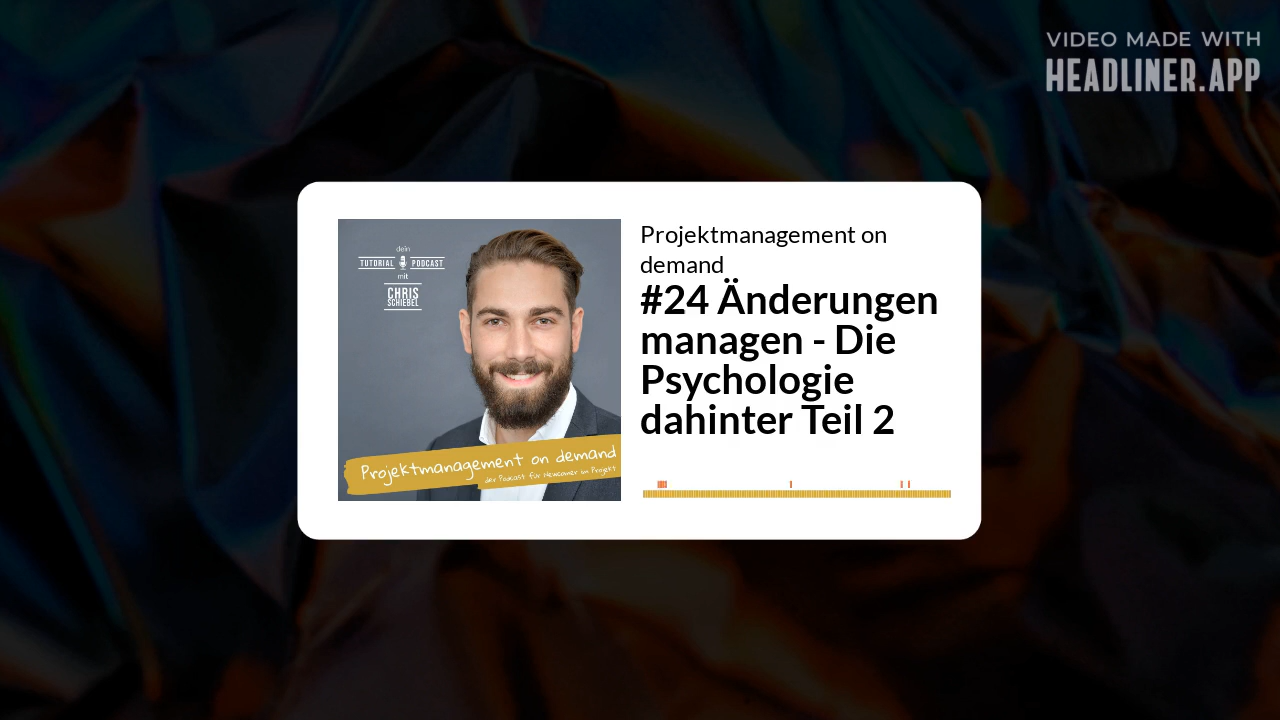 VIDEO MADE WITH
HEADLINER.APP
dein
TUTORIAL PODCAST
mit
CHRIS
SCHIEBEL
Projektmanagement on demand
der Podcast für Newcomer im Projekt
Projektmanagement on
demand
#24 Änderungen
managen - Die
Psychologie
dahinter Teil 2